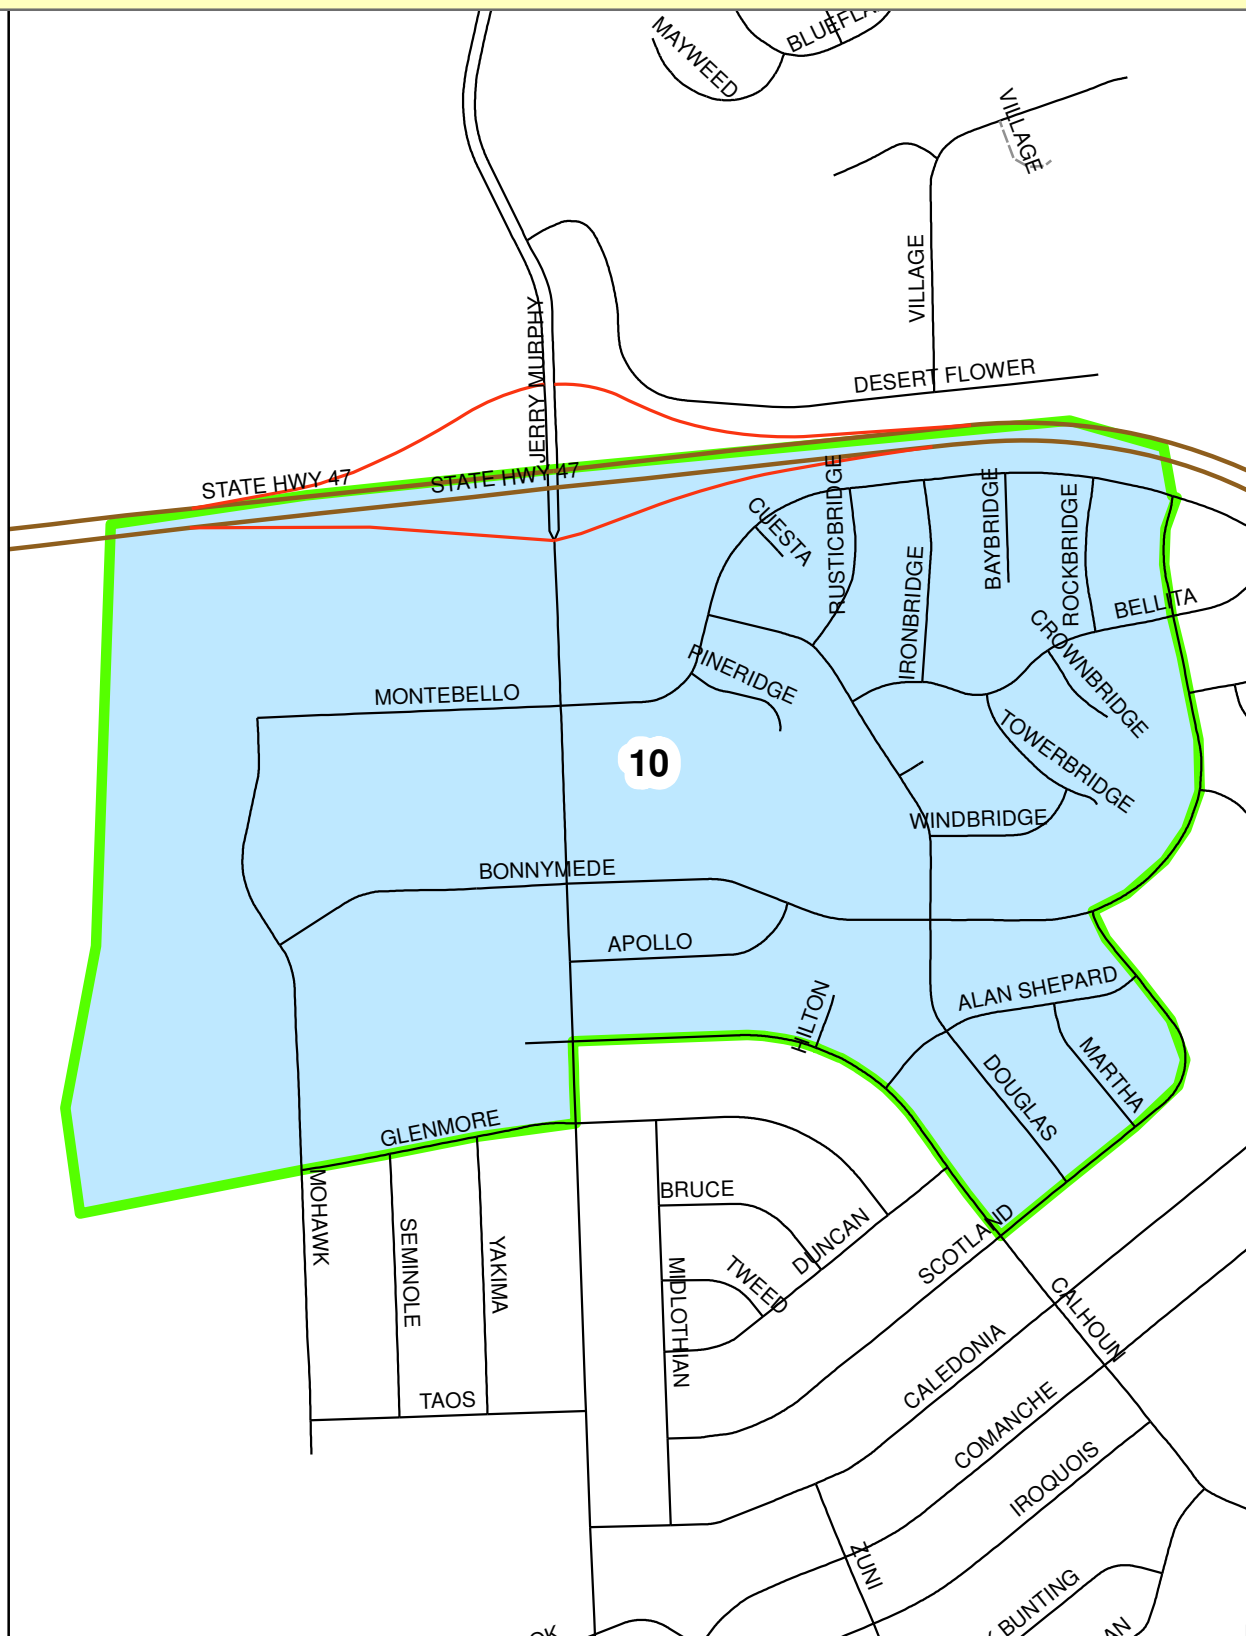 MAYWEED
VILLAGE
VILLAGE
JERRY MURPHY
DESERT FLOWER
STATE HWY 47
STATE HWY 47
CUESTA
RUSTICBRIDGE
IRONBRIDGE
BAYBRIDGE
ROCKBRIDGE
BELLITA
CROWNBRIDGE
PINERIDGE
MONTEBELLO
TOWERBRIDGE
10
WINDBRIDGE
BONNYMEDE
APOLLO
HILTON
ALAN SHEPARD
MARTHA
DOUGLAS
GLENMORE
MOHAWK
SEMINOLE
YAKIMA
BRUCE
MIDLOTHIAN
TWEED
DUNCAN
SCOTLAND
CALHOUN
CALEDONIA
TAOS
COMANCHE
IROQUOIS
ZUNI
BUNTING